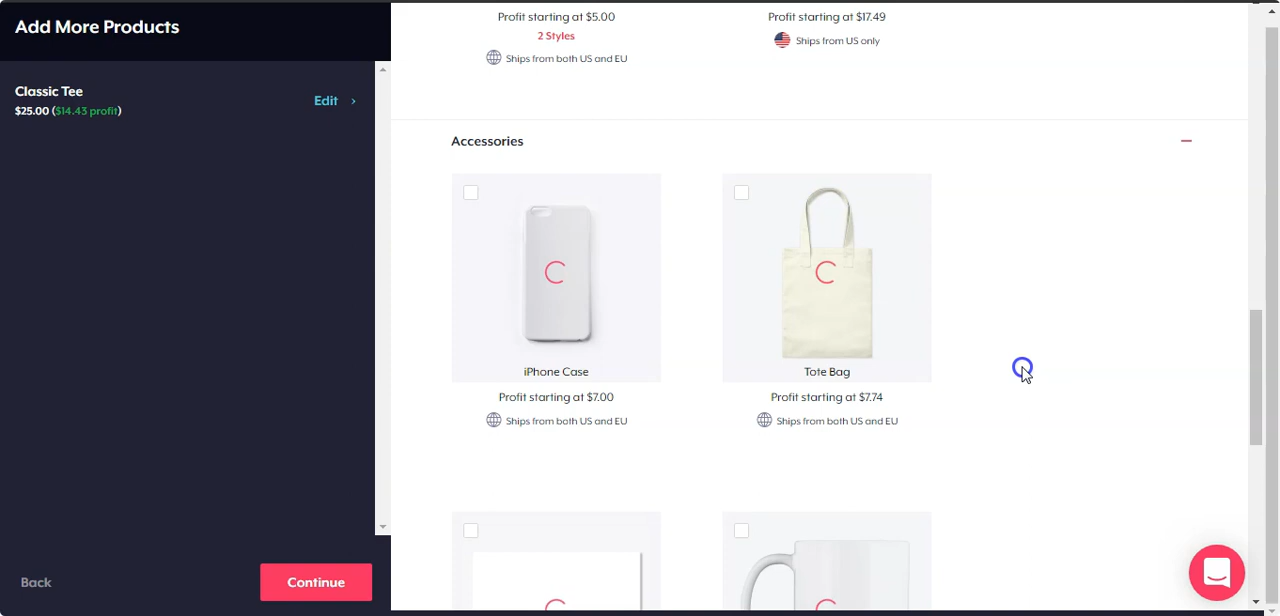 Add More Products
Classic Tee
$25.00 ($14.43 profit)
Edit
Back
Continue
Profit starting at $5.00
2 Styles
Ships from both US and EU
Profit starting at $17.49
Ships from US only
Accessories
iPhone Case
Profit starting at $7.00
Ships from both US and EU
Tote Bag
Profit starting at $7.74
Ships from both US and EU